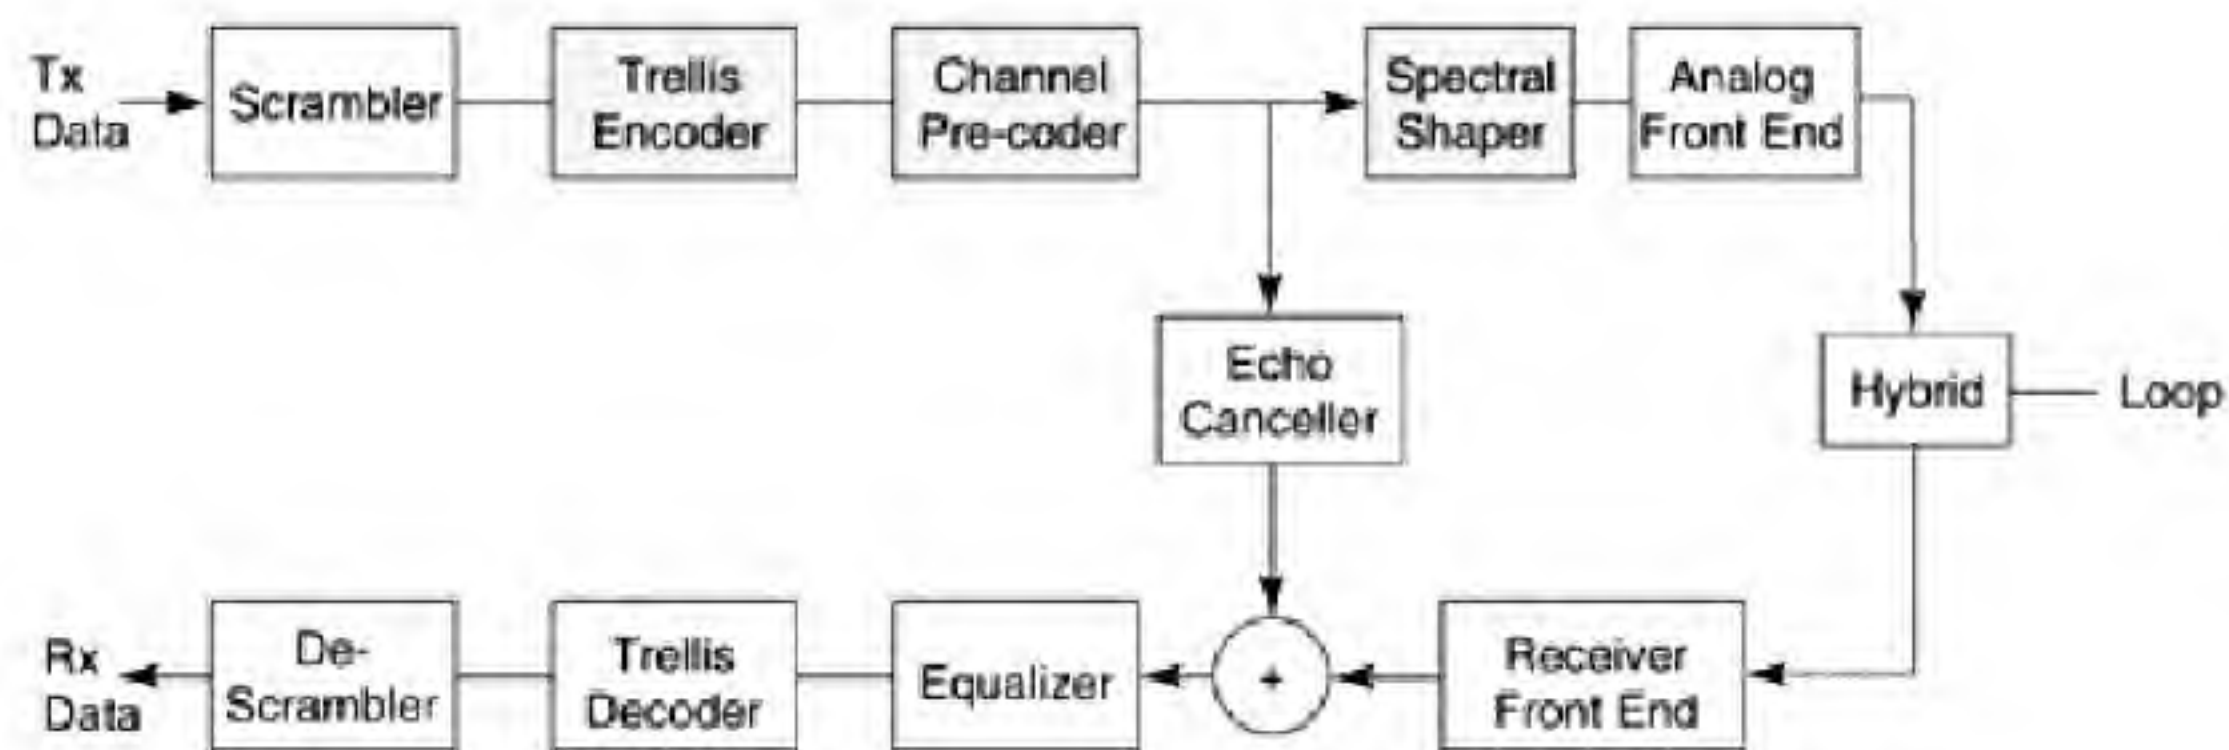 Tx
Data
Scrambler
Trellis
Encoder
Channel
Pre-coder
Spectral
Shaper
Analog
Front End
Echo
Canceller
Hybrid
Loop
Rx
Data
De-
Scrambler
Trellis
Decoder
Equalizer
+
Receiver
Front End